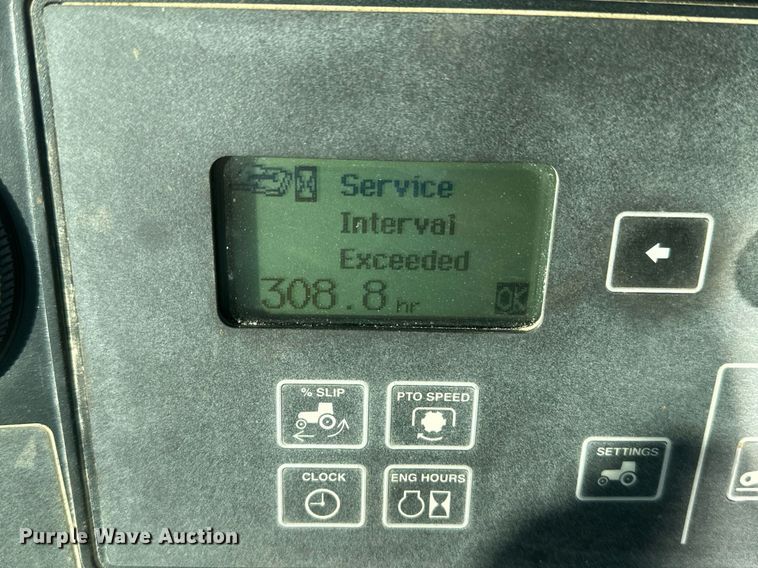 Service
Interval
Exceeded
308.8 hr OK
% SLIP
PTO SPEED
CLOCK
ENG HOURS
SETTINGS
Purple Wave Auction